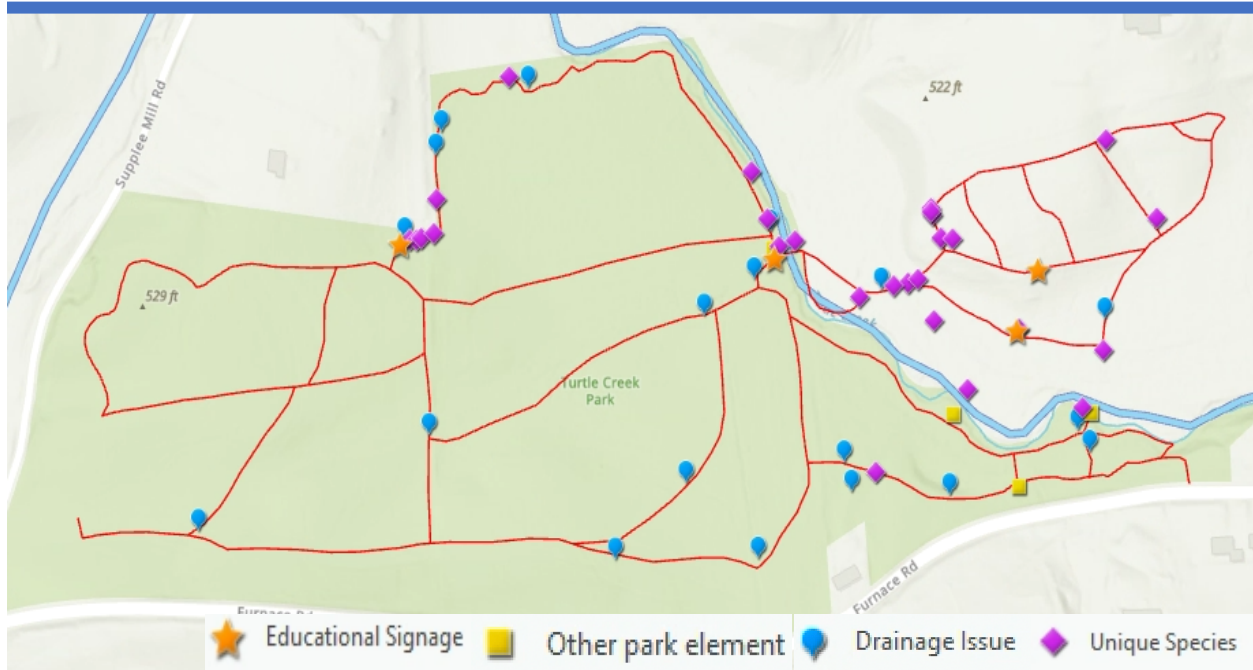 522 ft
Supplee Mill Rd
529 ft
Turtle Creek
Park
Furnace Rd
Furnace Rd
Educational Signage
Other park element
Drainage Issue
Unique Species